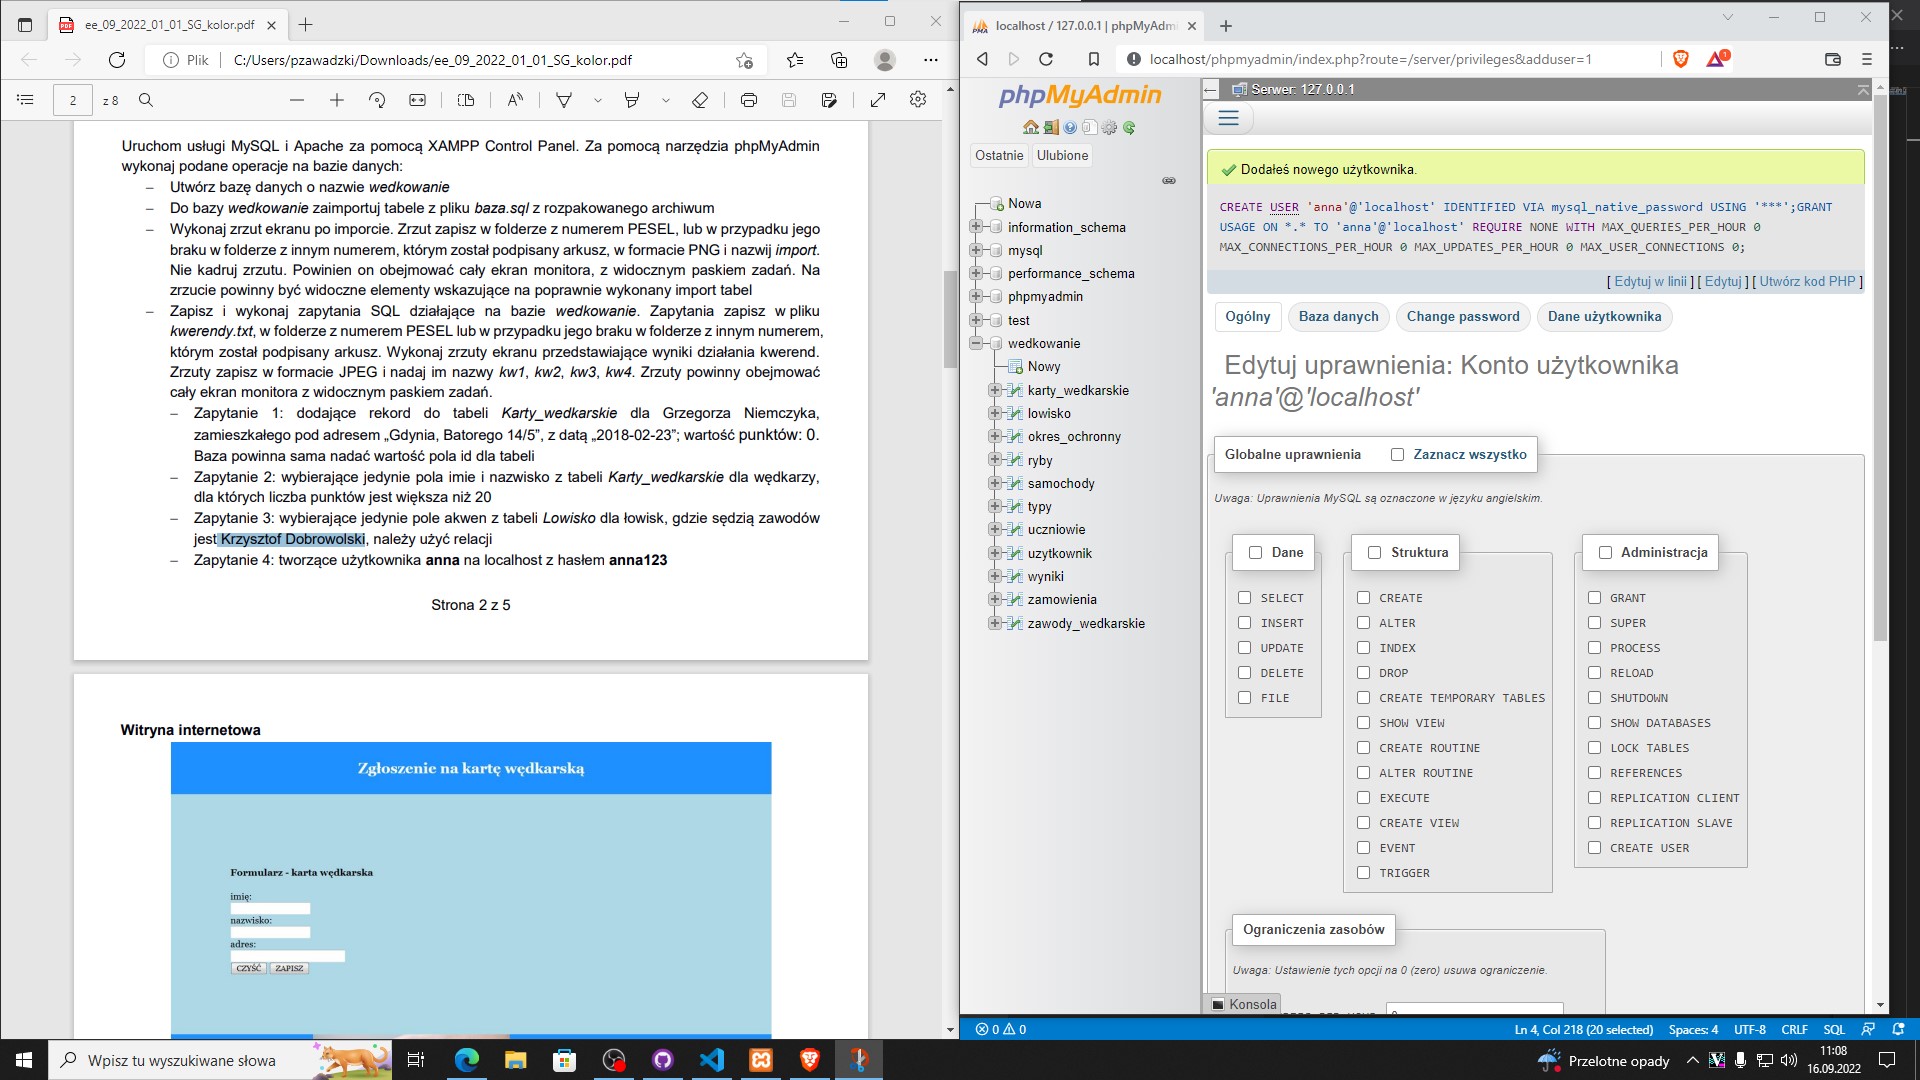 ee_09_2022_01_01_SG_kolor.pdf
Plik
C:/Users/pzawadzki/Downloads/ee_09_2022_01_01_SG_kolor.pdf
2
z 8
Uruchom usługi MySQL i Apache za pomocą XAMPP Control Panel. Za pomocą narzędzia phpMyAdmin
wykonaj podane operacje na bazie danych:
– Utwórz bazę danych o nazwie wedkowanie
– Do bazy wedkowanie zaimportuj tabele z pliku baza.sql z rozpakowanego archiwum
– Wykonaj zrzut ekranu po imporcie. Zrzut zapisz w folderze z numerem PESEL, lub w przypadku jego
braku w folderze z innym numerem, którym został podpisany arkusz, w formacie PNG i nazwij import.
Nie kadruj zrzutu. Powinien on obejmować cały ekran monitora, z widocznym paskiem zadań. Na
zrzucie powinny być widoczne elementy wskazujące na poprawnie wykonany import tabel
– Zapisz i wykonaj zapytania SQL działające na bazie wedkowanie. Zapytania zapisz w pliku
kwerendy.txt, w folderze z numerem PESEL lub w przypadku jego braku w folderze z innym numerem,
którym został podpisany arkusz. Wykonaj zrzuty ekranu przedstawiające wyniki działania kwerend.
Zrzuty zapisz w formacie JPEG i nadaj im nazwy kw1, kw2, kw3, kw4. Zrzuty powinny obejmować
cały ekran monitora z widocznym paskiem zadań.
– Zapytanie 1: dodające rekord do tabeli Karty_wedkarskie dla Grzegorza Niemczyka,
zamieszkałego pod adresem „Gdynia, Batorego 14/5”, z datą „2018-02-23”; wartość punktów: 0.
Baza powinna sama nadać wartość pola id dla tabeli
– Zapytanie 2: wybierające jedynie pola imie i nazwisko z tabeli Karty_wedkarskie dla wędkarzy,
dla których liczba punktów jest większa niż 20
– Zapytanie 3: wybierające jedynie pole akwen z tabeli Lowisko dla łowisk, gdzie sędzią zawodów
jest Krzysztof Dobrowolski, należy użyć relacji
– Zapytanie 4: tworzące użytkownika anna na localhost z hasłem anna123
Strona 2 z 5
Witryna internetowa
Zgłoszenie na kartę wędkarską
Formularz - karta wędkarska
imię:
nazwisko:
adres:
CZYŚĆ ZAPISZ
localhost / 127.0.0.1 | phpMyAdmi
localhost/phpmyadmin/index.php?route=/server/privileges&adduser=1
1
phpMyAdmin
Ostatnie Ulubione
Nowa
information_schema
mysql
performance_schema
phpmyadmin
test
wedkowanie
Nowy
karty_wedkarskie
lowisko
okres_ochronny
ryby
samochody
typy
uczniowie
uzytkownik
wyniki
zamowienia
zawody_wedkarskie
Serwer: 127.0.0.1
Dodałeś nowego użytkownika.
CREATE USER 'anna'@'localhost' IDENTIFIED VIA mysql_native_password USING '***';GRANT
USAGE ON *.* TO 'anna'@'localhost' REQUIRE NONE WITH MAX_QUERIES_PER_HOUR 0
MAX_CONNECTIONS_PER_HOUR 0 MAX_UPDATES_PER_HOUR 0 MAX_USER_CONNECTIONS 0;
[ Edytuj w linii ] [ Edytuj ] [ Utwórz kod PHP ]
Ogólny Baza danych Change password Dane użytkownika
Edytuj uprawnienia: Konto użytkownika
'anna'@'localhost'
Globalne uprawnienia Zaznacz wszystko
Uwaga: Uprawnienia MySQL są oznaczone w języku angielskim.
Dane
SELECT
INSERT
UPDATE
DELETE
FILE
Struktura
CREATE
ALTER
INDEX
DROP
CREATE TEMPORARY TABLES
SHOW VIEW
CREATE ROUTINE
ALTER ROUTINE
EXECUTE
CREATE VIEW
EVENT
TRIGGER
Administracja
GRANT
SUPER
PROCESS
RELOAD
SHUTDOWN
SHOW DATABASES
LOCK TABLES
REFERENCES
REPLICATION CLIENT
REPLICATION SLAVE
CREATE USER
Ograniczenia zasobów
Uwaga: Ustawienie tych opcji na 0 (zero) usuwa ograniczenie.
Konsola
0 0
Ln 4, Col 218 (20 selected) Spaces: 4 UTF-8 CRLF SQL
Wpisz tu wyszukiwane słowa
Przelotne opady
11:08
16.09.2022